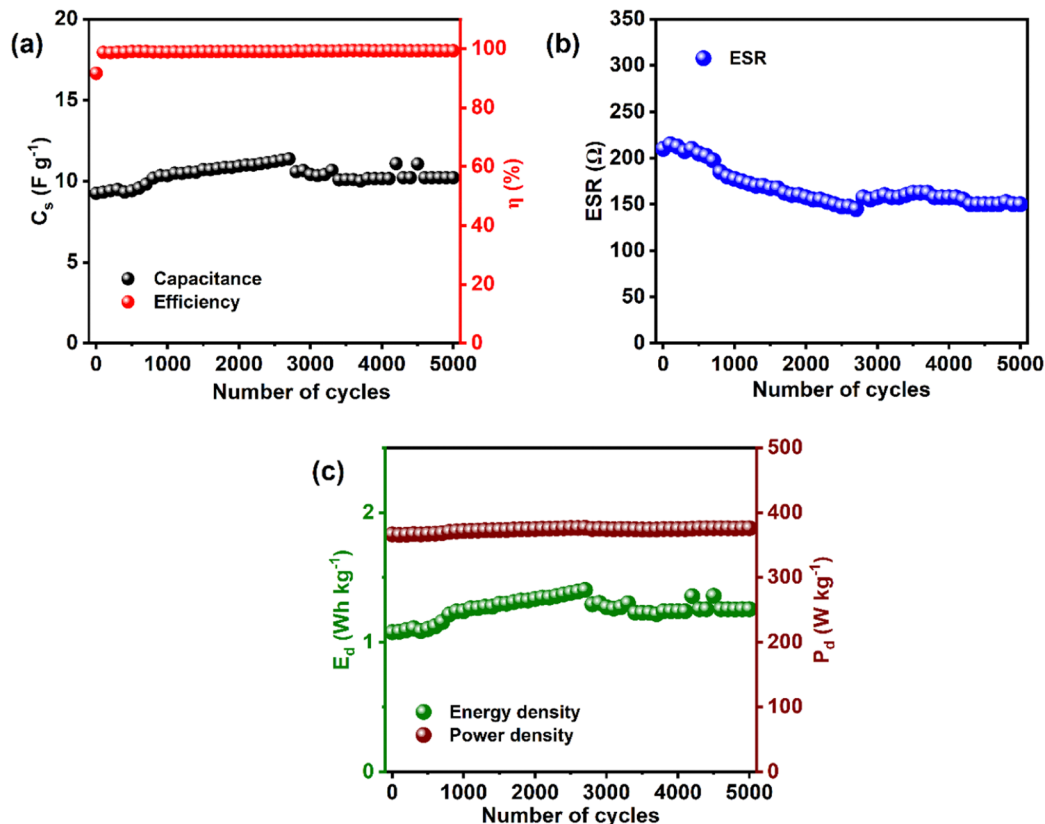 (a)
20
15
10
5
0
Cs (F g-1)
100
80
60
40
20
0
η (%)
Capacitance
Efficiency
0 1000 2000 3000 4000 5000
Number of cycles
(b)
350
300
250
200
150
100
50
0
ESR (Ω)
ESR
0 1000 2000 3000 4000 5000
Number of cycles
(c)
2
1
0
Ed (Wh kg-1)
500
400
300
200
100
0
Pd (W kg-1)
Energy density
Power density
0 1000 2000 3000 4000 5000
Number of cycles